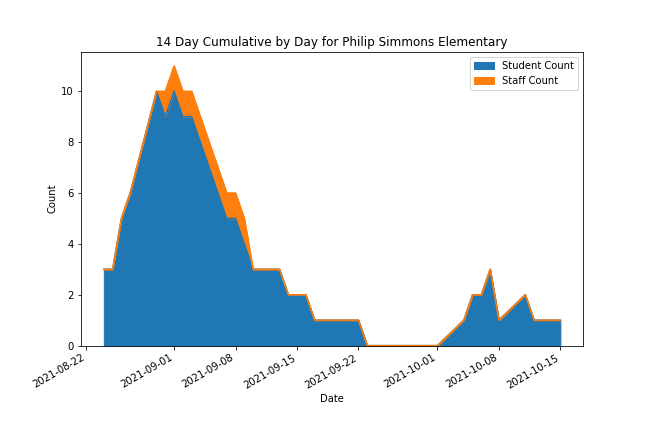 14 Day Cumulative by Day for Philip Simmons Elementary
Student Count
Staff Count
Count
10
8
6
4
2
0
2021-08-22
2021-09-01
2021-09-08
2021-09-15
2021-09-22
2021-10-01
2021-10-08
2021-10-15
Date